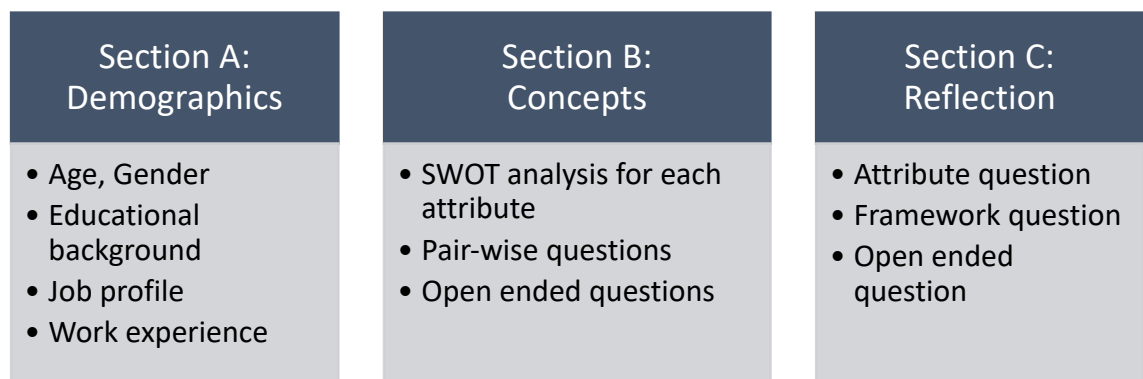 Section A:
Demographics
• Age, Gender
• Educational
background
• Job profile
• Work experience
Section B:
Concepts
• SWOT analysis for each
attribute
• Pair-wise questions
• Open ended questions
Section C:
Reflection
• Attribute question
• Framework question
• Open ended
question